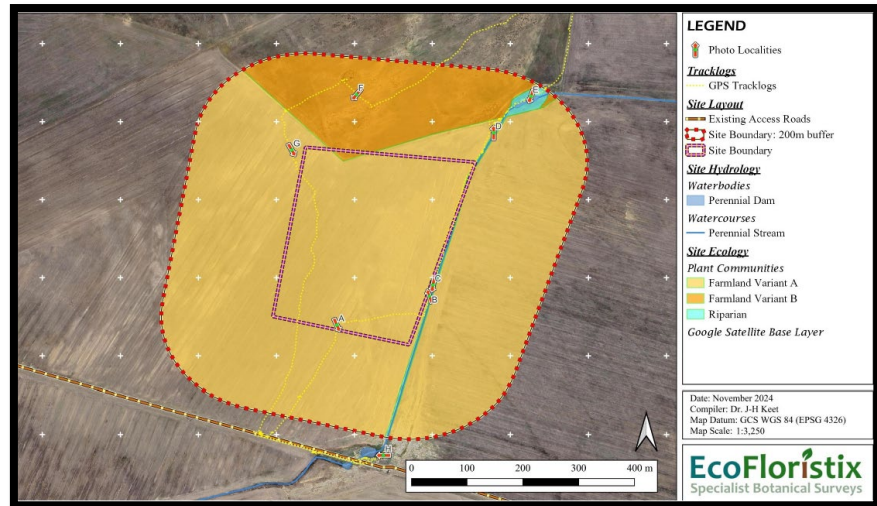 LEGEND
Photo Localities
Tracklogs
GPS Tracklogs
Site Layout
Existing Access Roads
Site Boundary: 200m buffer
Site Boundary
Site Hydrology
Waterbodies
Perennial Dam
Watercourses
Perennial Stream
Site Ecology
Plant Communities
Farmland Variant A
Farmland Variant B
Riparian
Google Satellite Base Layer
Date: November 2024
Compiler: Dr. J-H Keet
Map Datum: GCS WGS 84 (EPSG 4326)
Map Scale: 1:3,250
EcoFloristix
Specialist Botanical Surveys
F
E
D
G
C
B
A
H
0 100 200 300 400 m